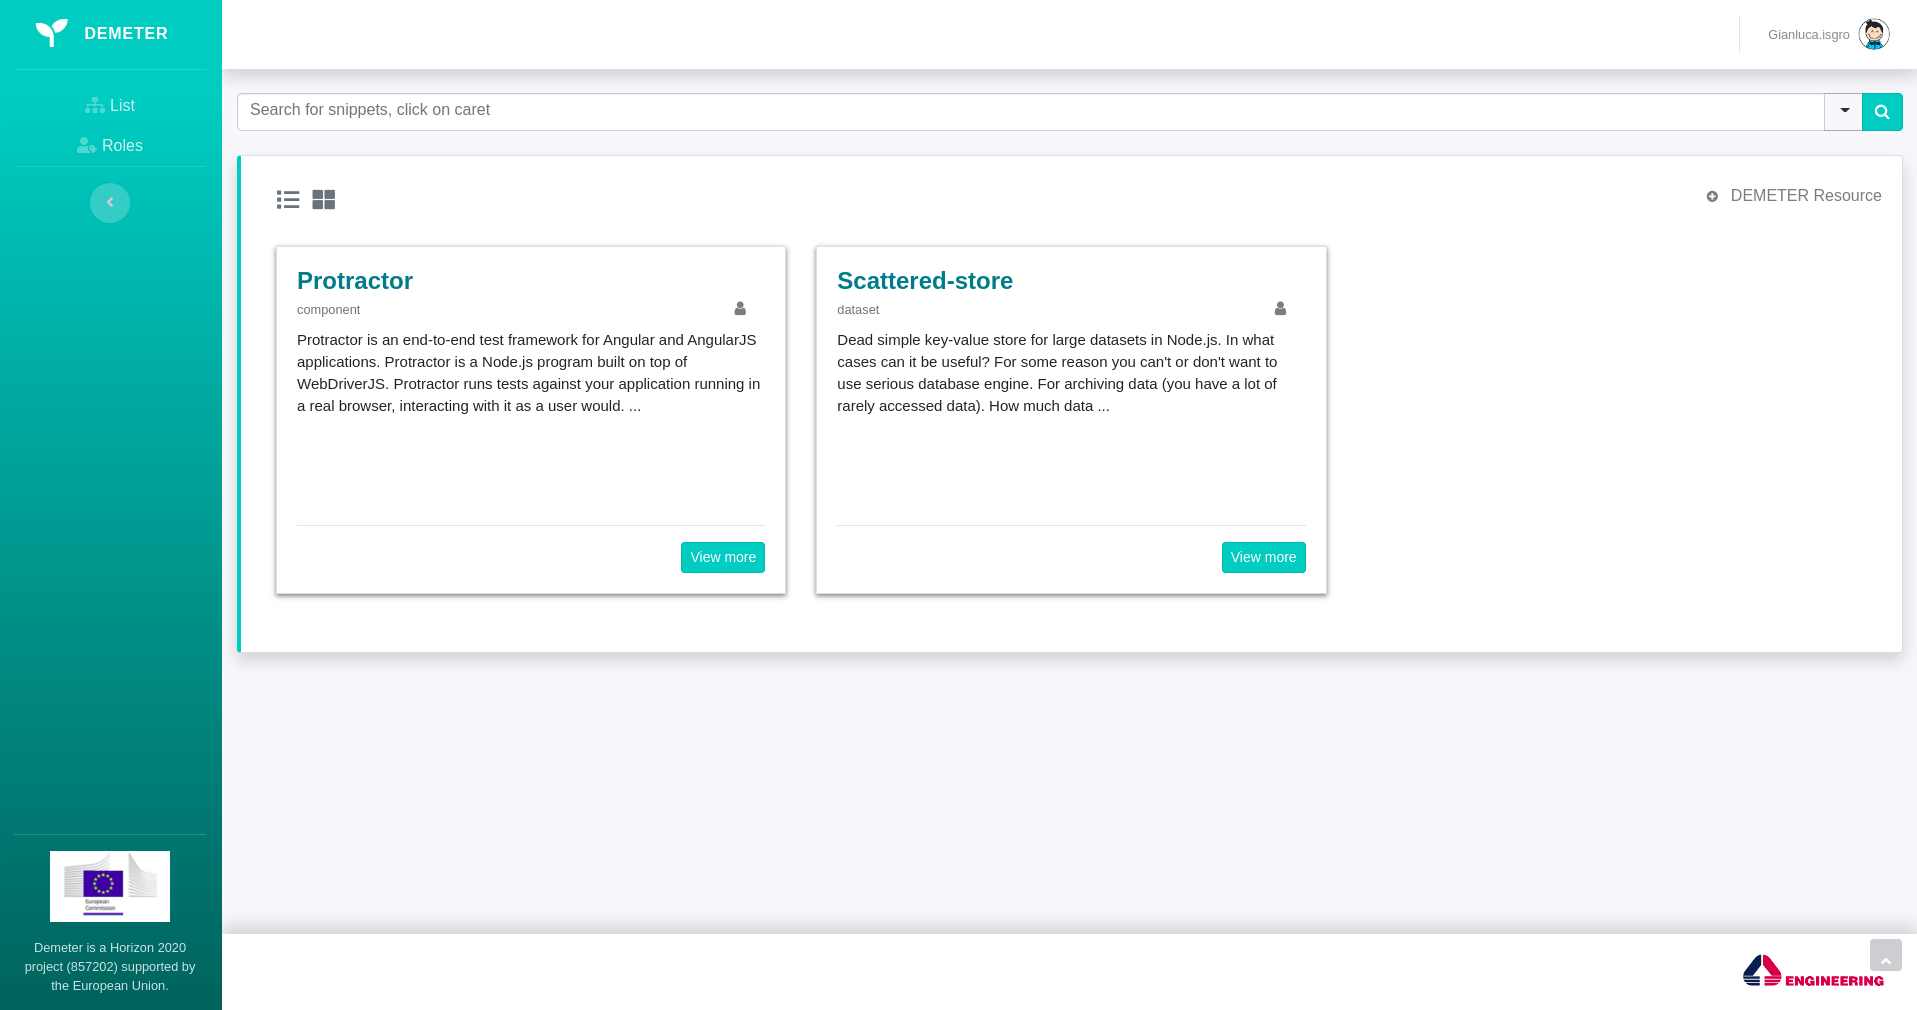 DEMETER
Gianluca.isgro
List
Roles
Search for snippets, click on caret
DEMETER Resource
Protractor
component
Protractor is an end-to-end test framework for Angular and AngularJS
applications. Protractor is a Node.js program built on top of
WebDriverJS. Protractor runs tests against your application running in
a real browser, interacting with it as a user would. ...
View more
Scattered-store
dataset
Dead simple key-value store for large datasets in Node.js. In what
cases can it be useful? For some reason you can't or don't want to
use serious database engine. For archiving data (you have a lot of
rarely accessed data). How much data ...
View more
European
Commission
Demeter is a Horizon 2020
project (857202) supported by
the European Union.
ENGINEERING